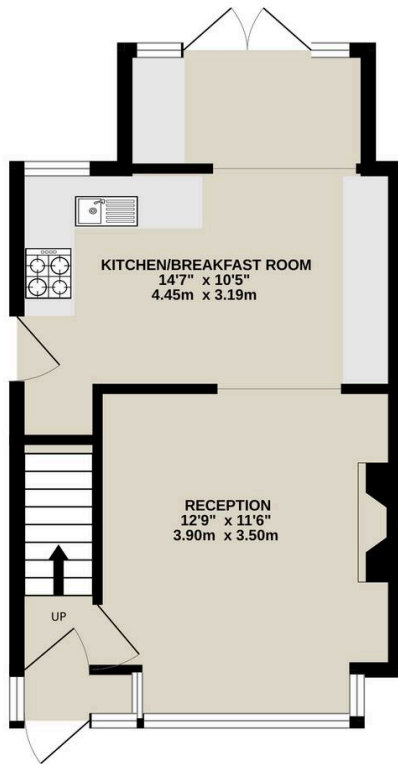 KITCHEN/BREAKFAST ROOM
14'7" x 10'5"
4.45m x 3.19m
RECEPTION
12'9" x 11'6"
3.90m x 3.50m
UP